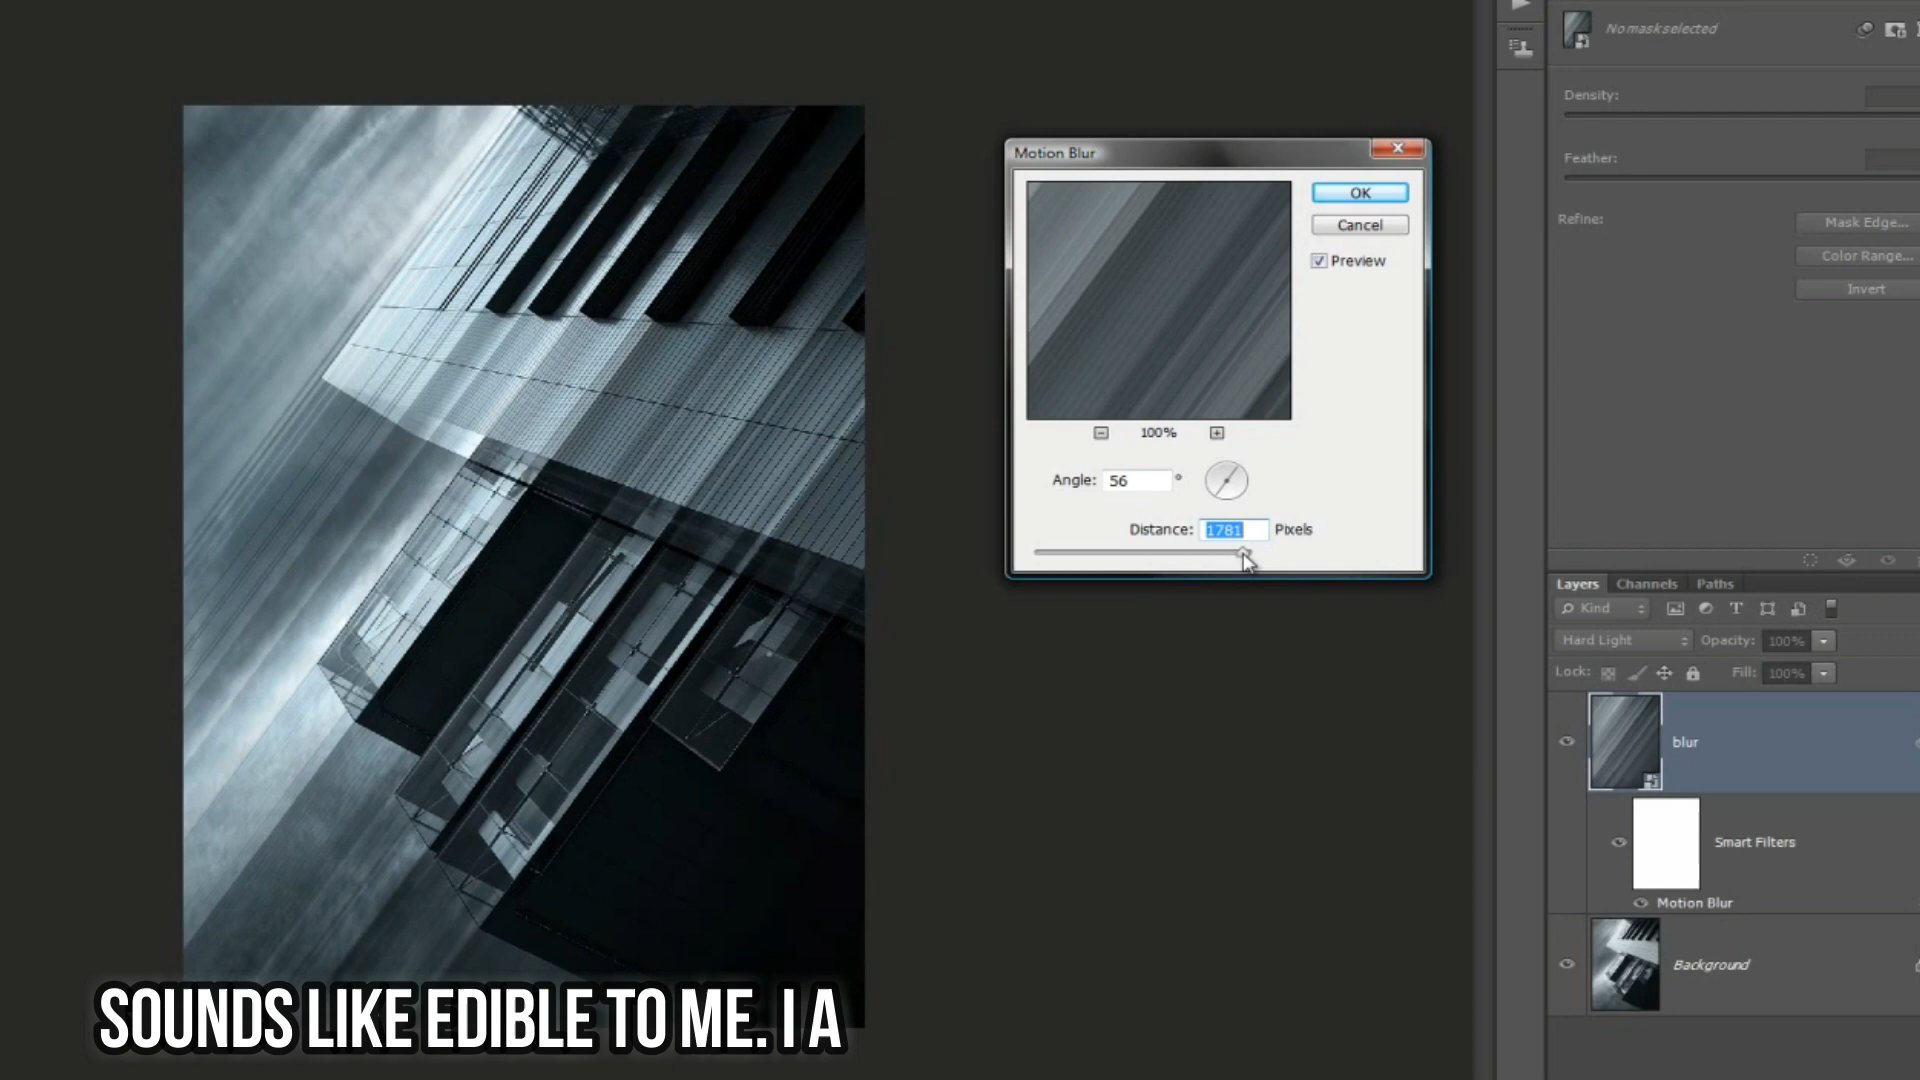 No mask selected
Density:
Feather:
Refine:
Mask Edge...
Color Range...
Invert
Motion Blur
OK
Cancel
Preview
100%
Angle: 56 °
Distance: 1781 Pixels
Layers Channels Paths
Kind
Hard Light Opacity: 100%
Lock: Fill: 100%
blur
Smart Filters
Motion Blur
Background
SOUNDS LIKE EDIBLE TO ME. I A